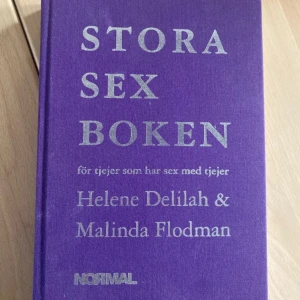 STORA
SEX
BOKEN
för tjejer som har sex med tjejer
Helene Delilah &
Malinda Flodman
NORMAL